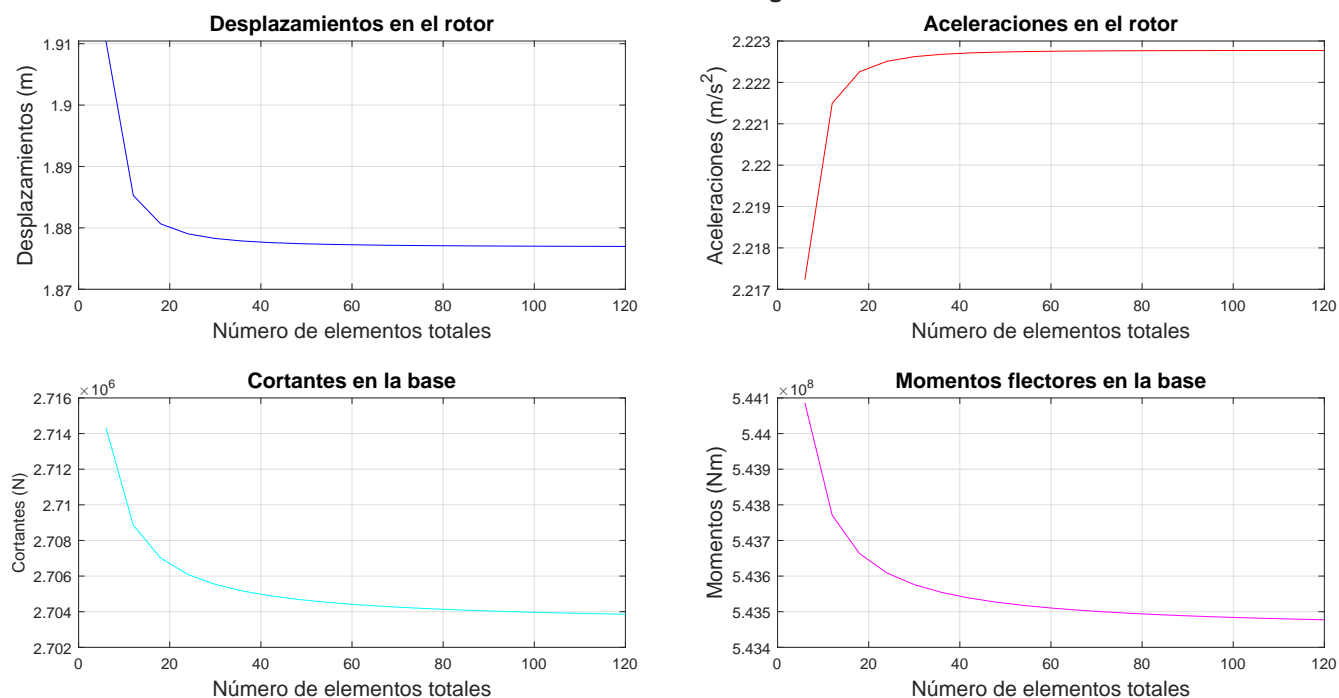 Desplazamientos en el rotor
Desplazamientos (m)
1.91
1.9
1.89
1.88
1.87
0 20 40 60 80 100 120
Número de elementos totales
Aceleraciones en el rotor
Aceleraciones (m/s²)
2.223
2.222
2.221
2.22
2.219
2.218
2.217
0 20 40 60 80 100 120
Número de elementos totales
Cortantes en la base
×10⁶
Cortantes (N)
2.716
2.714
2.712
2.71
2.708
2.706
2.704
2.702
0 20 40 60 80 100 120
Número de elementos totales
Momentos flectores en la base
×10⁸
Momentos (Nm)
5.441
5.44
5.439
5.438
5.437
5.436
5.435
5.434
0 20 40 60 80 100 120
Número de elementos totales